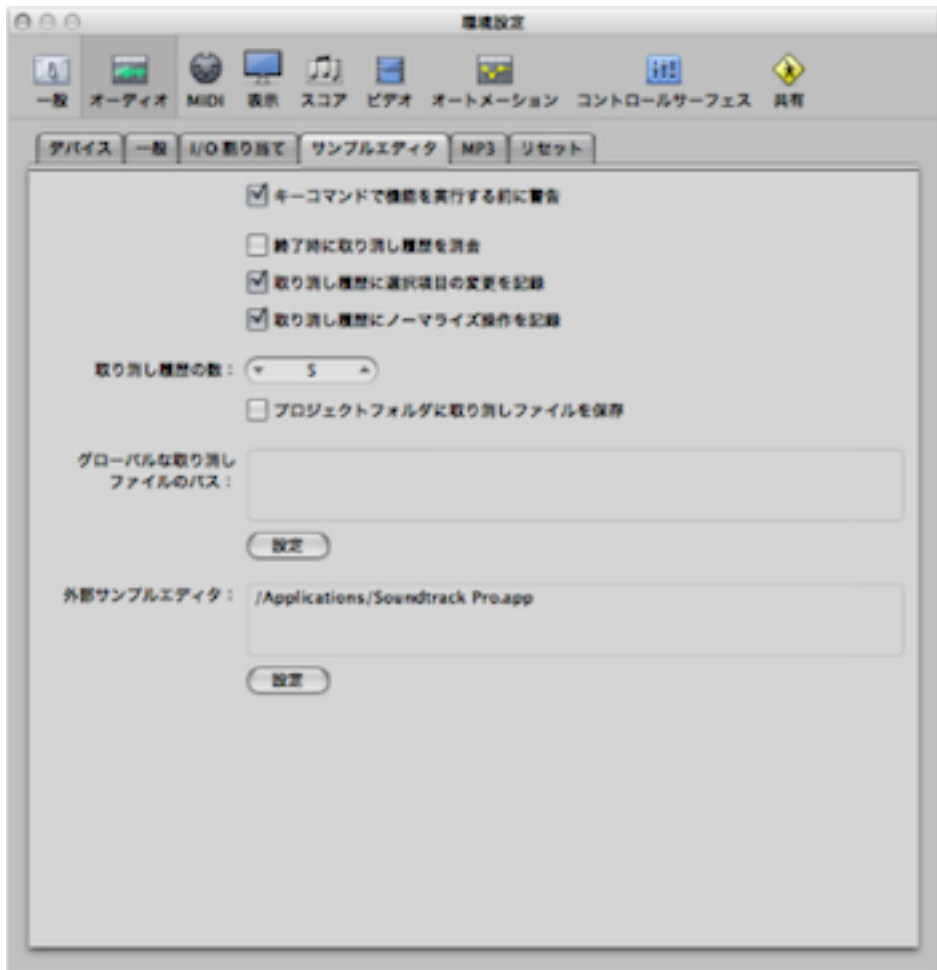 環境設定
一般 オーディオ MIDI 表示 スコア ビデオ オートメーション コントロールサーフェス 共有
デバイス 一般 I/O 割り当て サンプルエディタ MP3 リセット
キーコマンドで機能を実行する前に警告
終了時に取り消し履歴を消去
取り消し履歴に選択項目の変更を記録
取り消し履歴にノーマライズ操作を記録
取り消し履歴の数： 5
プロジェクトフォルダに取り消しファイルを保存
グローバルな取り消し
ファイルのパス：
設定
外部サンプルエディタ： /Applications/Soundtrack Pro.app
設定